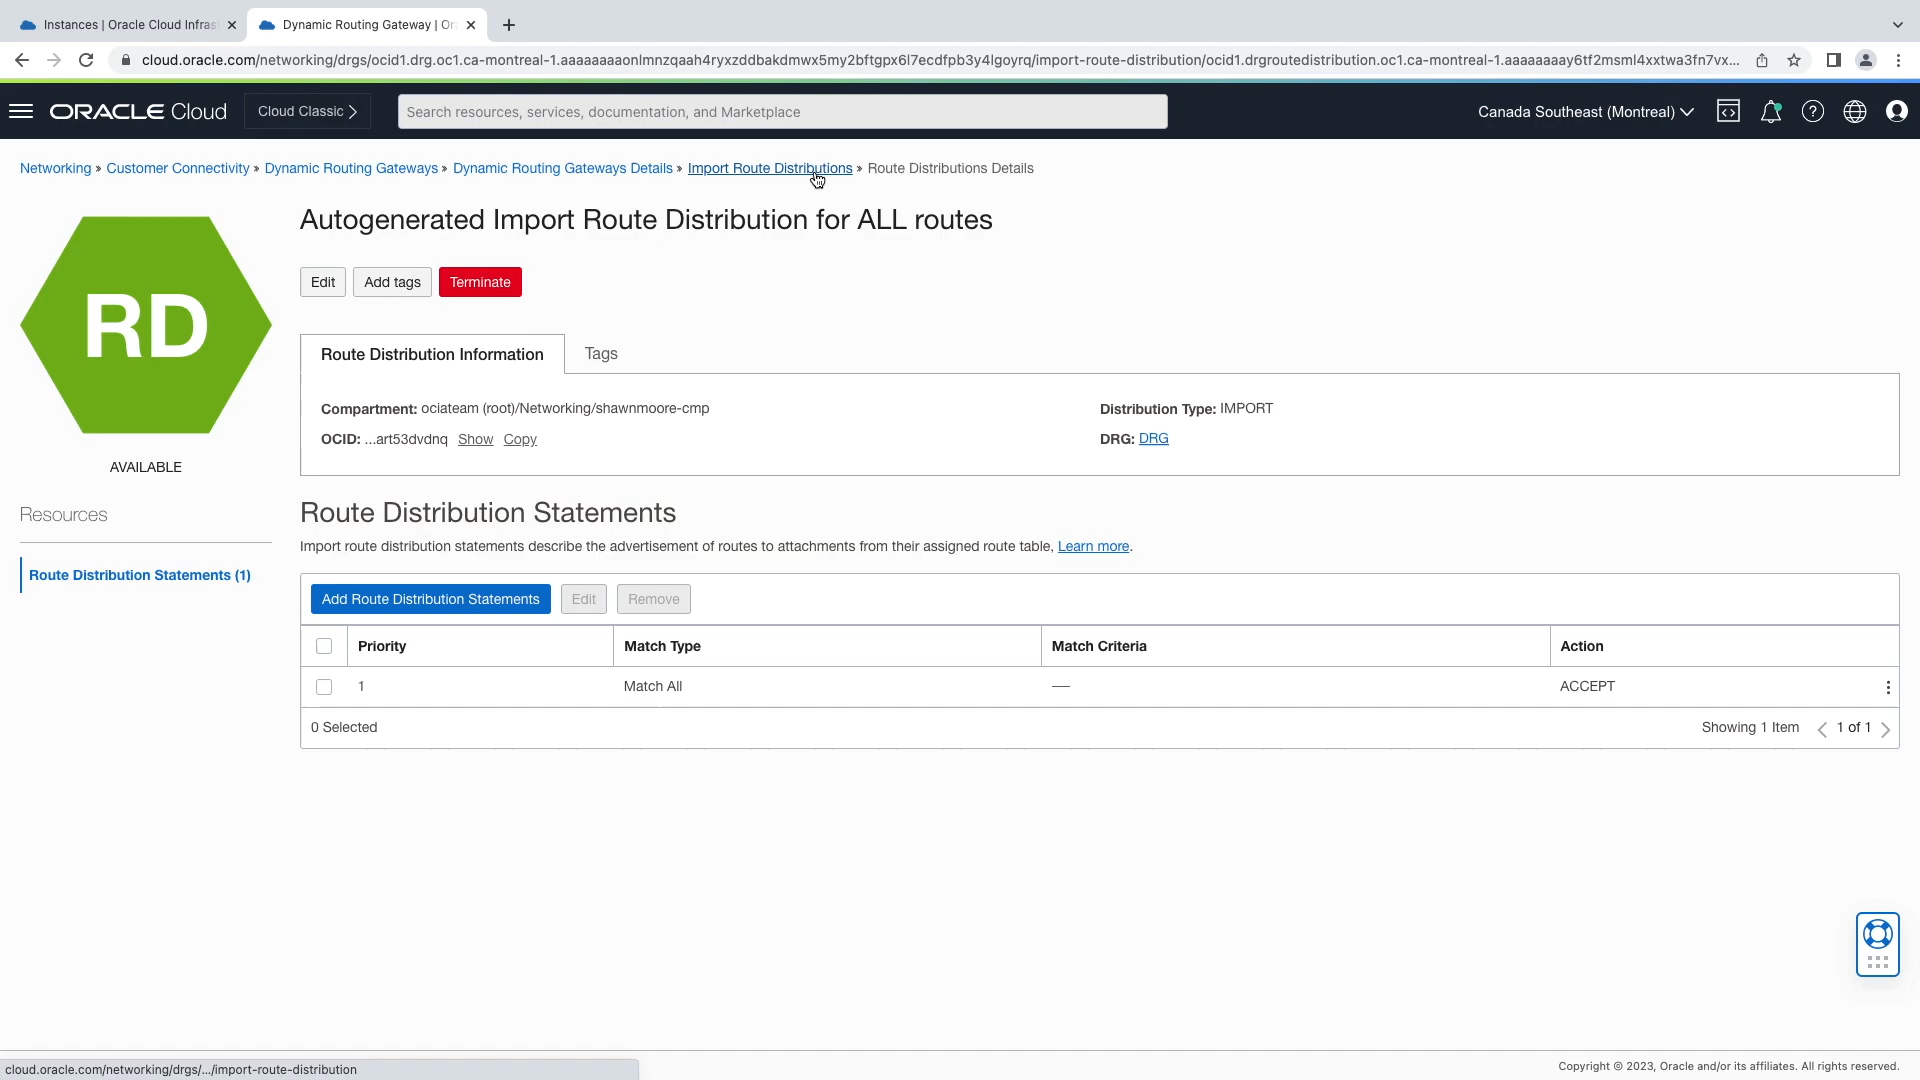 Instances | Oracle Cloud Infras
Dynamic Routing Gateway | Or
cloud.oracle.com/networking/drgs/ocid1.drg.oc1.ca-montreal-1.aaaaaaaaonlmnzqaah4ryxzddbakdmwx5my2bftgpx6l7ecdfpb3y4lgoyrq/import-route-distribution/ocid1.drgroutedistribution.oc1.ca-montreal-1.aaaaaaaay6tf2msml4xxtwa3fn7vx...
ORACLE Cloud
Cloud Classic
Search resources, services, documentation, and Marketplace
Canada Southeast (Montreal)
Networking » Customer Connectivity » Dynamic Routing Gateways » Dynamic Routing Gateways Details » Import Route Distributions » Route Distributions Details
RD
AVAILABLE
Autogenerated Import Route Distribution for ALL routes
Edit Add tags Terminate
Route Distribution Information Tags
Compartment: ociateam (root)/Networking/shawnmoore-cmp
Distribution Type: IMPORT
OCID: ...art53dvdnq Show Copy
DRG: DRG
Resources
Route Distribution Statements (1)
Route Distribution Statements
Import route distribution statements describe the advertisement of routes to attachments from their assigned route table, Learn more.
Add Route Distribution Statements Edit Remove
Priority Match Type Match Criteria Action
1 Match All — ACCEPT
0 Selected
Showing 1 Item 1 of 1
cloud.oracle.com/networking/drgs/.../import-route-distribution
Copyright © 2023, Oracle and/or its affiliates. All rights reserved.